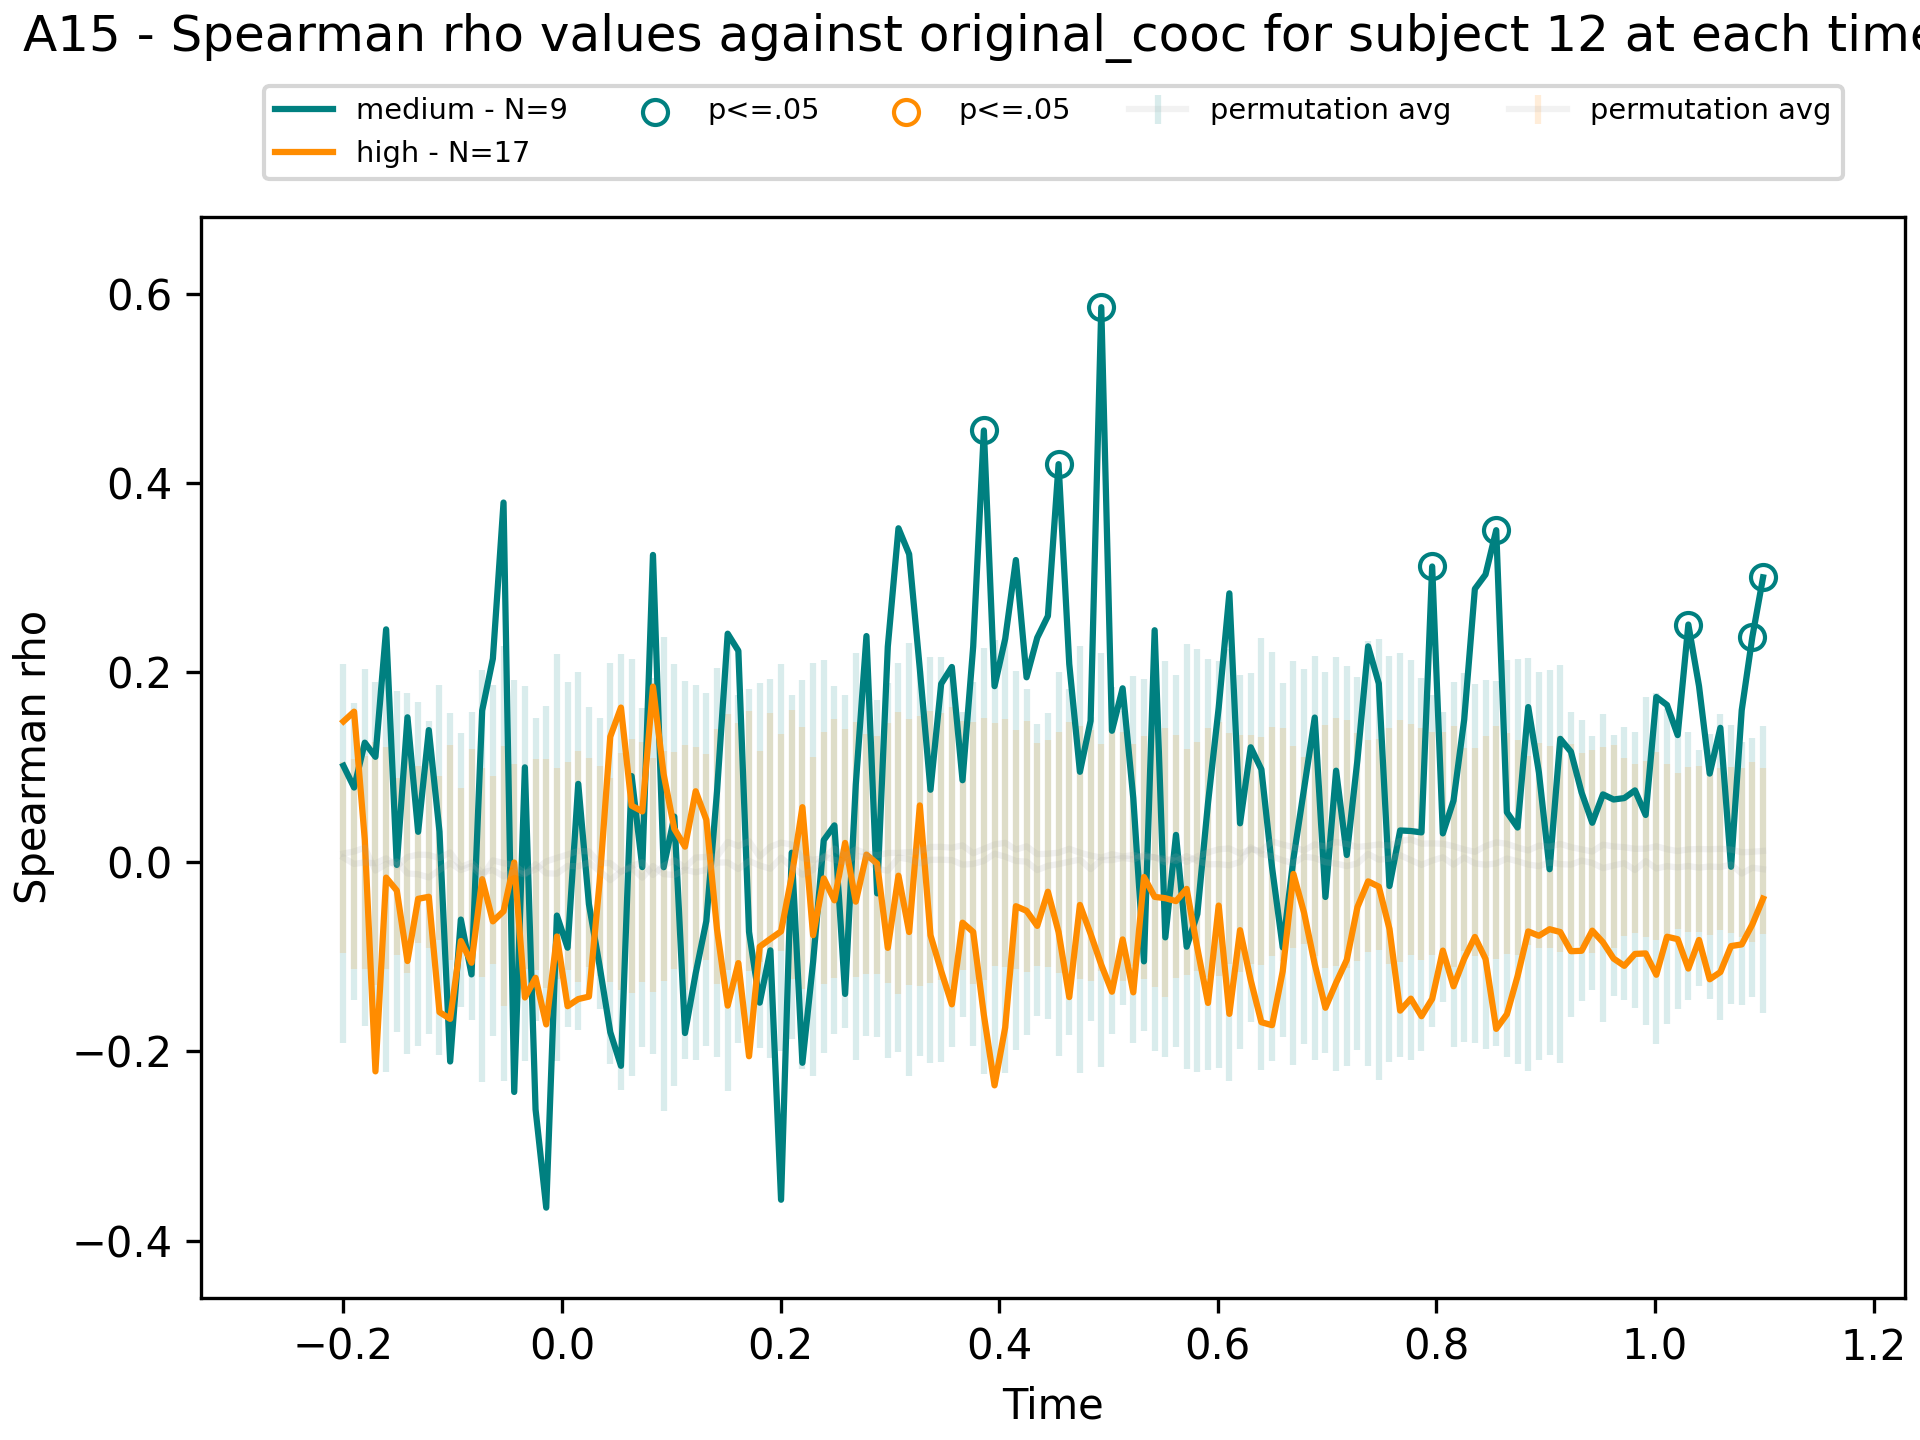 A15 - Spearman rho values against original_cooc for subject 12 at each time
medium - N=9
high - N=17
p<=.05
p<=.05
permutation avg
permutation avg
Spearman rho
0.6
0.4
0.2
0.0
−0.2
−0.4
−0.2
0.0
0.2
0.4
0.6
0.8
1.0
1.2
Time